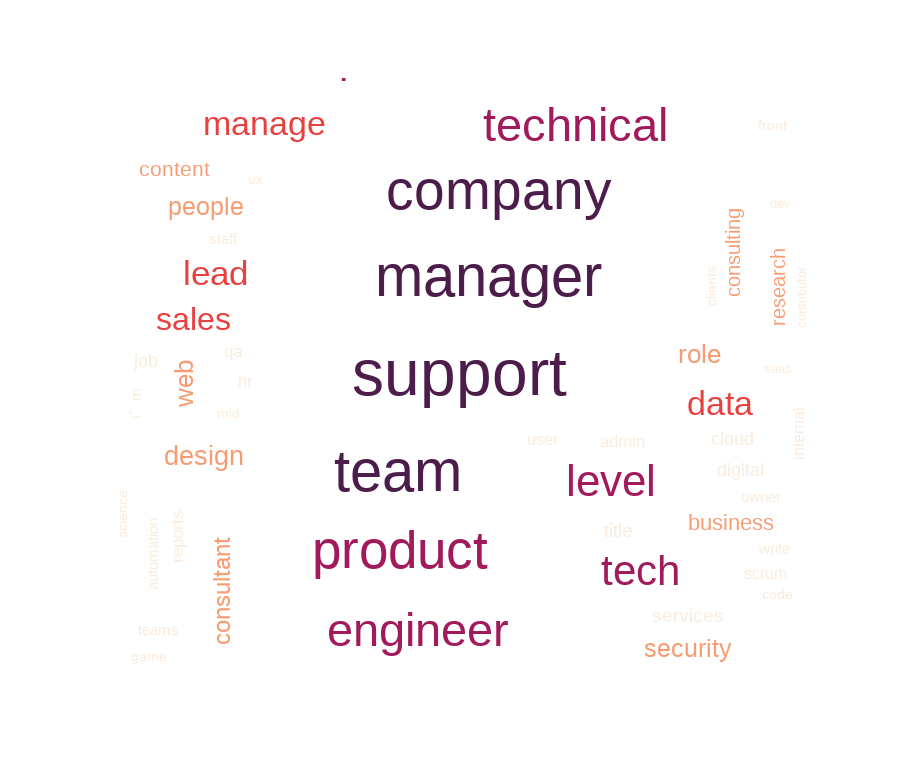 .
manage
technical
front
content
ux
company
people
dev
staff
consulting
research
clients
contributor
lead
manager
sales
job
qa
web
hr
m
mid
role
saas
support
data
internal
user
admin
cloud
design
team
level
digital
owner
science
automation
reports
consultant
product
title
business
write
tech
scrum
code
teams
engineer
services
game
security